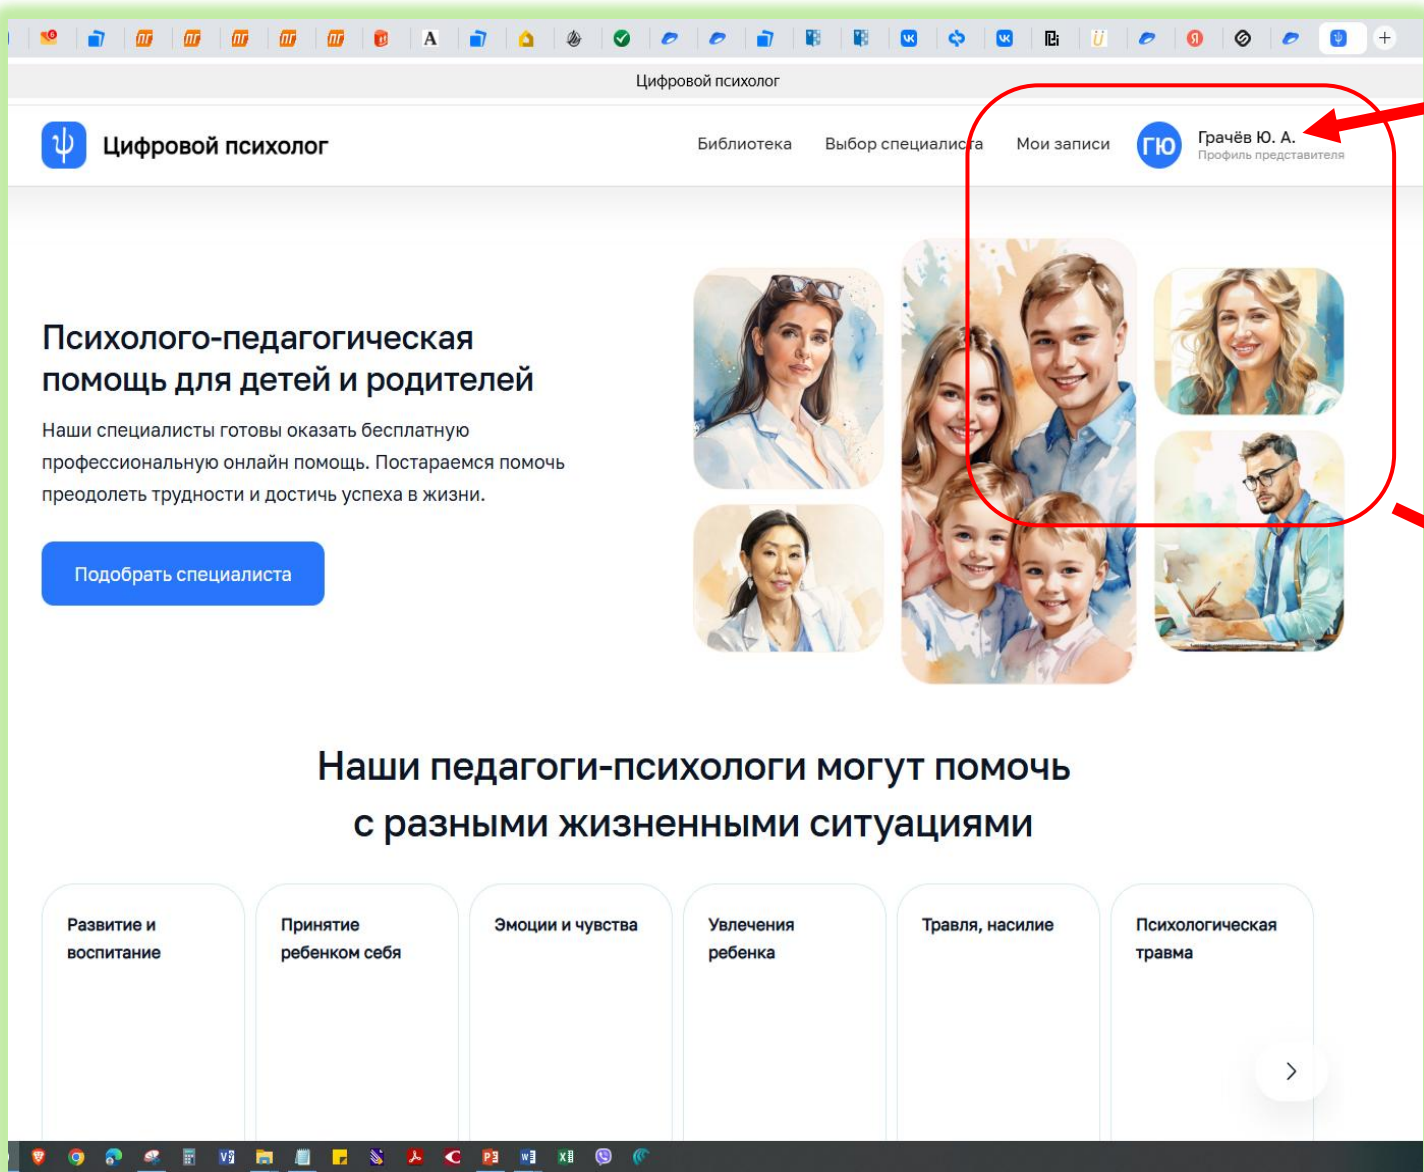 Цифровой психолог
Цифровой психолог
Библиотека
Выбор специалиста
Мои записи
ГЮ
Грачёв Ю. А.
Профиль представителя
Психолого-педагогическая
помощь для детей и родителей
Наши специалисты готовы оказать бесплатную
профессиональную онлайн помощь. Постараемся помочь
преодолеть трудности и достичь успеха в жизни.
Подобрать специалиста
Наши педагоги-психологи могут помочь
с разными жизненными ситуациями
Развитие и
воспитание
Принятие
ребенком себя
Эмоции и чувства
Увлечения
ребенка
Травля, насилие
Психологическая
травма